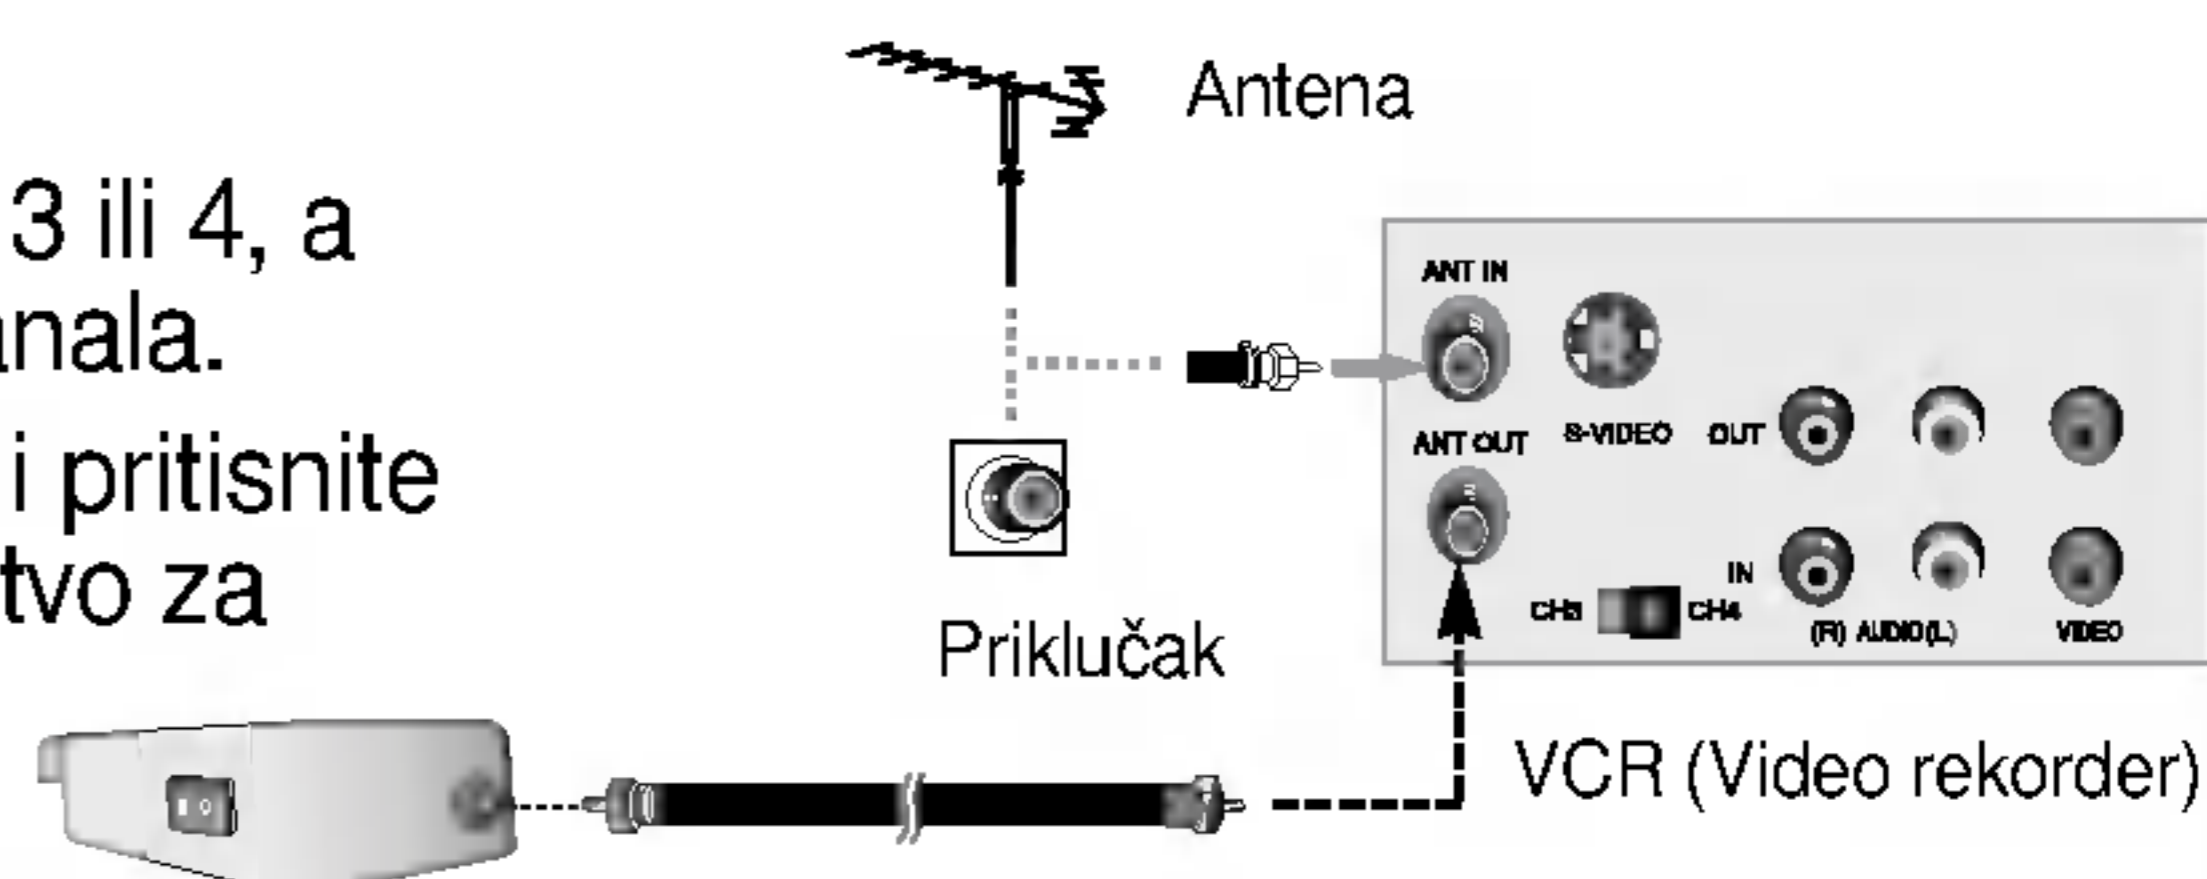 Antena
3 ili 4, a
anala.
i pritisnite
tvo za
ANT IN
ANT OUT
S-VIDEO
OUT
IN
CH3
CH4
(R) AUDIO(L)
VIDEO
Priklučak
VCR (Video rekorder)